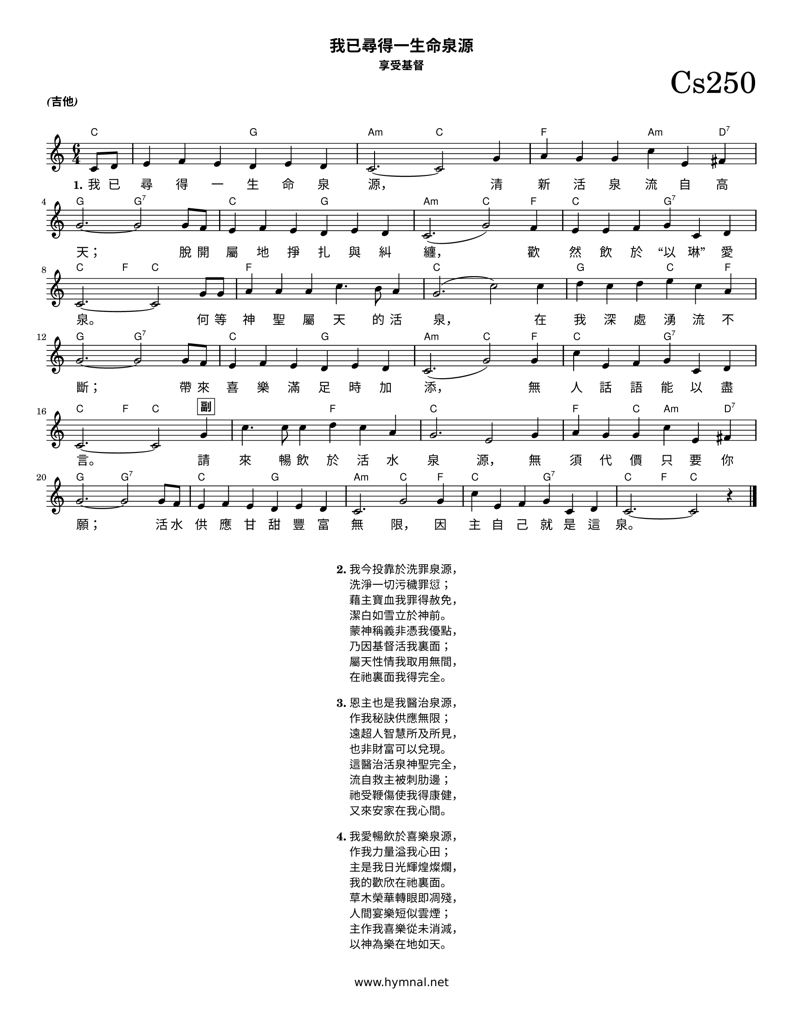 我已尋得一生命泉源
享受基督
Cs250
(吉他)
C G Am C F Am D7
1. 我 已 尋 得 一 生 命 泉 源， 清 新 活 泉 流 自 高
4 G G7 C G Am C F C G7
天； 脫 開 屬 地 掙 扎 與 糾 纏， 歡 然 飲 於 “以 琳” 愛
8 C F C F C G C C F
泉。 何 等 神 聖 屬 天 的 活 泉， 在 我 深 處 湧 流 不
12 G G7 C G Am C F C G7
斷； 帶 來 喜 樂 滿 足 時 加 添， 無 人 話 語 能 以 盡
16 C F C 副 F C F C Am D7
言。 請 來 暢 飲 於 活 水 泉 源， 無 須 代 價 只 要 你
20 G G7 C G Am C F C G7 C F C
願； 活 水 供 應 甘 甜 豐 富 無 限， 因 主 自 己 就 是 這 泉。
2. 我今投靠於洗罪泉源，
洗淨一切污穢罪愆；
藉主寶血我罪得赦免，
潔白如雪立於神前。
蒙神稱義非憑我優點，
乃因基督活我裏面；
屬天性情我取用無間，
在祂裏面我得完全。
3. 恩主也是我醫治泉源，
作我秘訣供應無限；
遠超人智慧所及所見，
也非財富可以兌現。
這醫治活泉神聖完全，
流自救主被刺肋邊；
祂受鞭傷使我得康健，
又來安家在我心間。
4. 我愛暢飲於喜樂泉源，
作我力量溢我心田；
主是我日光輝煌燦爛，
我的歡欣在祂裏面。
草木榮華轉眼即凋殘，
人間宴樂短似雲煙；
主作我喜樂從未消減，
以神為樂在地如天。
www.hymnal.net